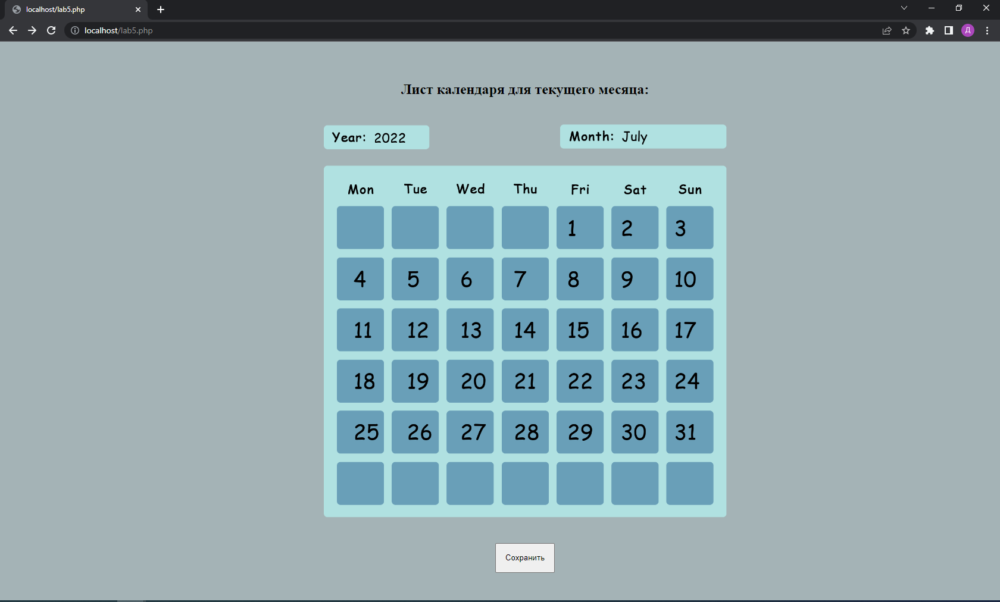 localhost/lab5.php
localhost/lab5.php
Д
Лист календаря для текущего месяца:
Year: 2022 Month: July
Mon Tue Wed Thu Fri Sat Sun
1 2 3
4 5 6 7 8 9 10
11 12 13 14 15 16 17
18 19 20 21 22 23 24
25 26 27 28 29 30 31
Сохранить